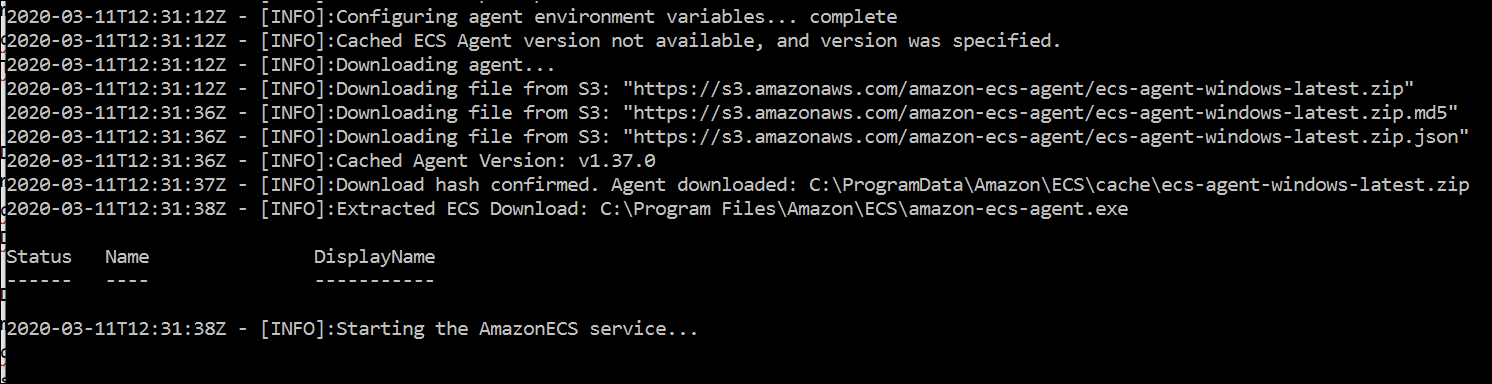 2020-03-11T12:31:12Z - [INFO]:Configuring agent environment variables... complete
2020-03-11T12:31:12Z - [INFO]:Cached ECS Agent version not available, and version was specified.
2020-03-11T12:31:12Z - [INFO]:Downloading agent...
2020-03-11T12:31:12Z - [INFO]:Downloading file from S3: "https://s3.amazonaws.com/amazon-ecs-agent/ecs-agent-windows-latest.zip"
2020-03-11T12:31:36Z - [INFO]:Downloading file from S3: "https://s3.amazonaws.com/amazon-ecs-agent/ecs-agent-windows-latest.zip.md5"
2020-03-11T12:31:36Z - [INFO]:Downloading file from S3: "https://s3.amazonaws.com/amazon-ecs-agent/ecs-agent-windows-latest.zip.json"
2020-03-11T12:31:36Z - [INFO]:Cached Agent Version: v1.37.0
2020-03-11T12:31:37Z - [INFO]:Download hash confirmed. Agent downloaded: C:\ProgramData\Amazon\ECS\cache\ecs-agent-windows-latest.zip
2020-03-11T12:31:38Z - [INFO]:Extracted ECS Download: C:\Program Files\Amazon\ECS\amazon-ecs-agent.exe
Status   Name               DisplayName
------   ----               -----------
2020-03-11T12:31:38Z - [INFO]:Starting the AmazonECS service...